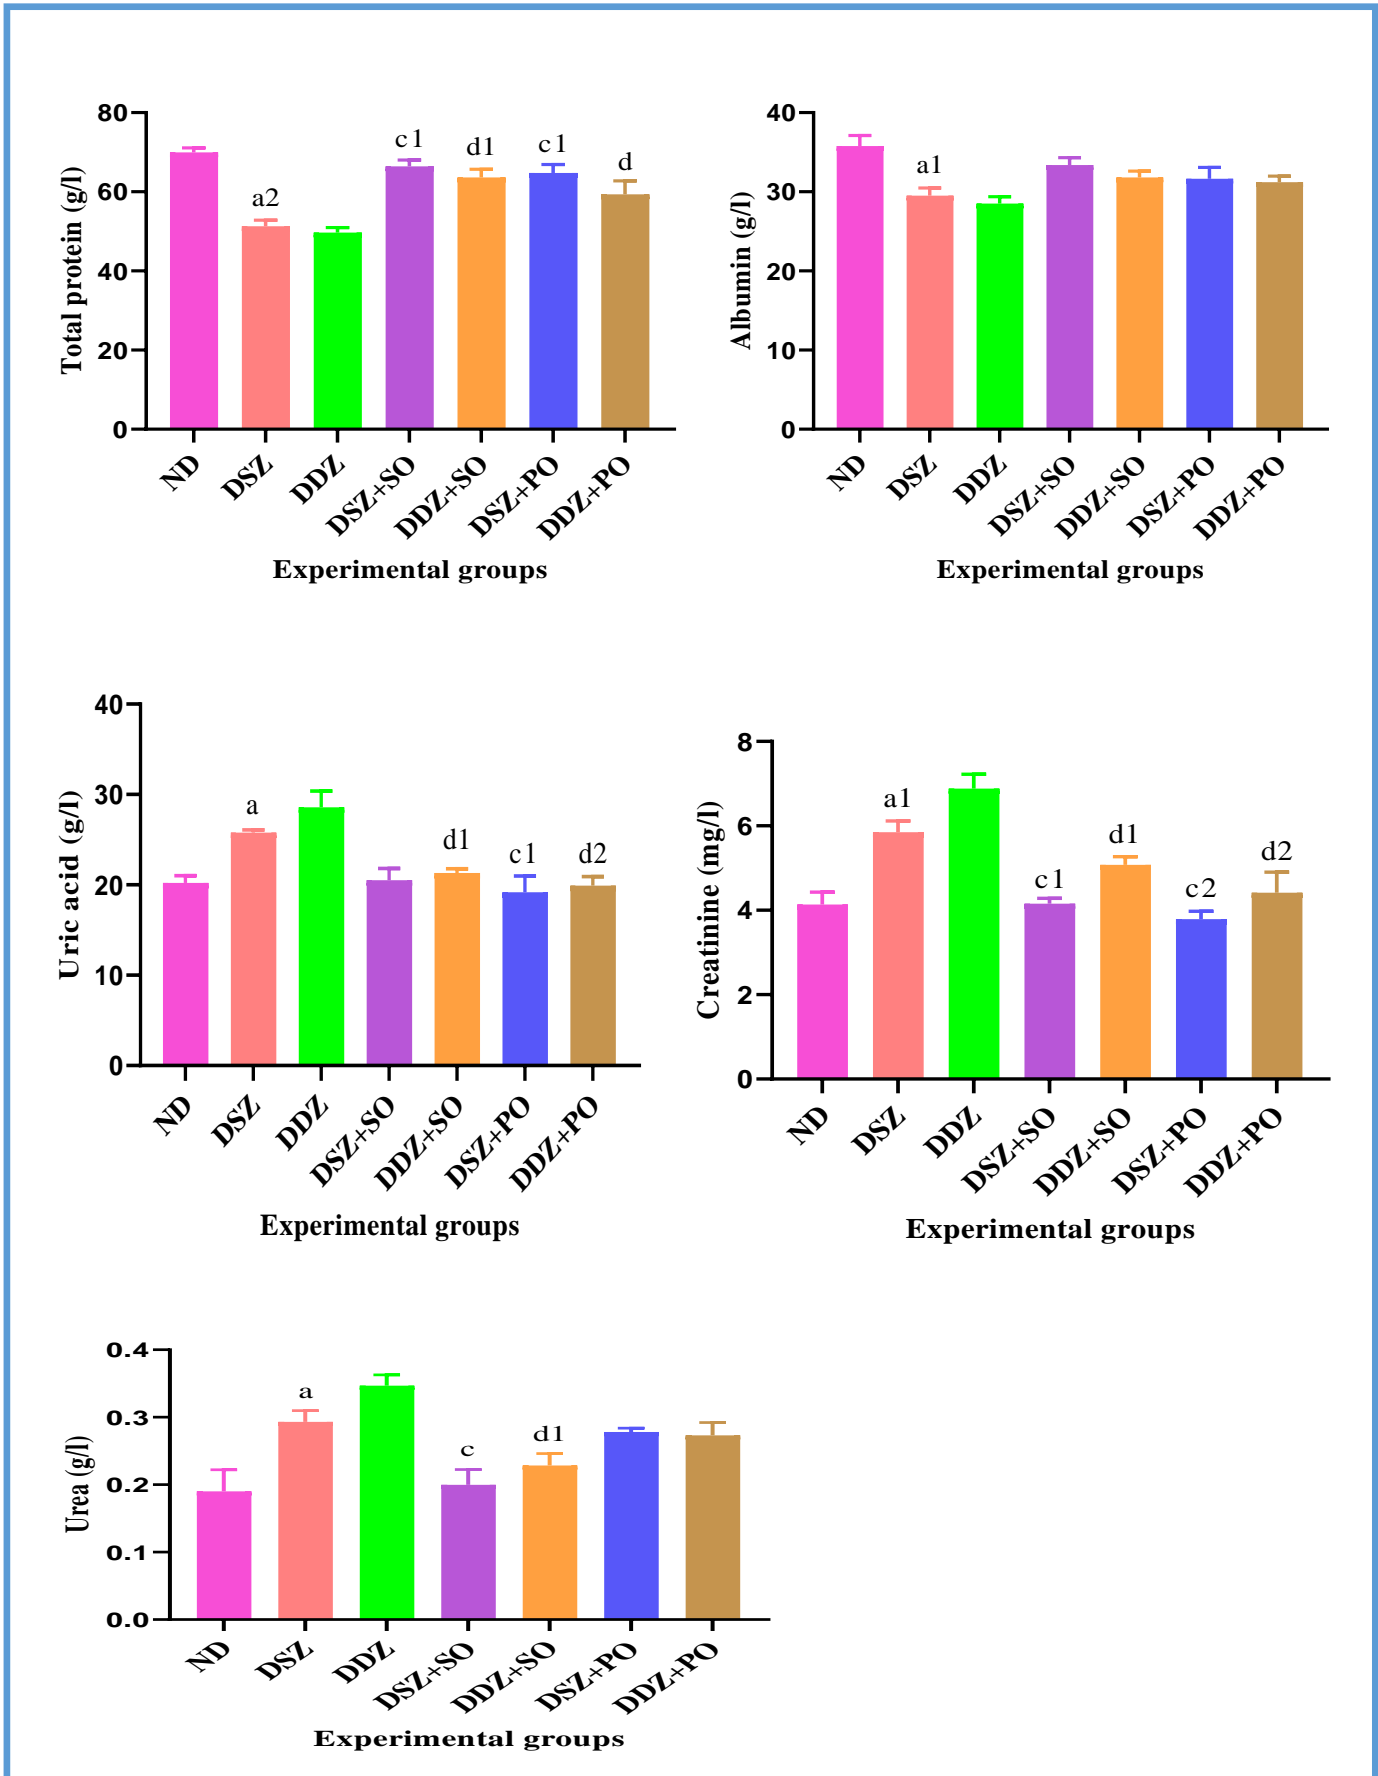 Total protein (g/l)
80
60
40
20
0
a2
c1
d1
c1
d
ND
DSZ
DDZ
DSZ+SO
DDZ+SO
DSZ+PO
DDZ+PO
Experimental groups
Albumin (g/l)
40
30
20
10
0
a1
ND
DSZ
DDZ
DSZ+SO
DDZ+SO
DSZ+PO
DDZ+PO
Experimental groups
Uric acid (g/l)
40
30
20
10
0
a
d1
c1
d2
ND
DSZ
DDZ
DSZ+SO
DDZ+SO
DSZ+PO
DDZ+PO
Experimental groups
Creatinine (mg/l)
8
6
4
2
0
a1
c1
d1
c2
d2
ND
DSZ
DDZ
DSZ+SO
DDZ+SO
DSZ+PO
DDZ+PO
Experimental groups
Urea (g/l)
0.4
0.3
0.2
0.1
0.0
a
c
d1
ND
DSZ
DDZ
DSZ+SO
DDZ+SO
DSZ+PO
DDZ+PO
Experimental groups